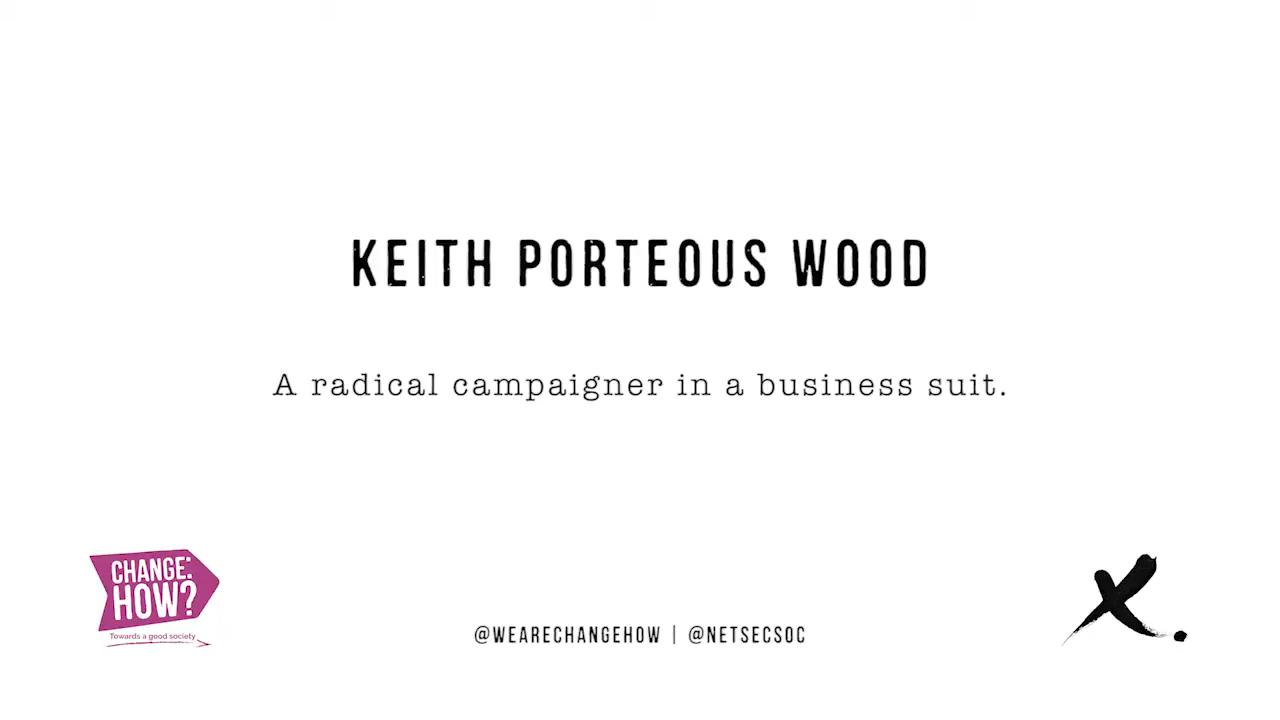 KEITH PORTEOUS WOOD
A radical campaigner in a business suit.
CHANGE:
HOW?
Towards a good society
@WEARECHANGEHOW | @NETSECSOC
X.